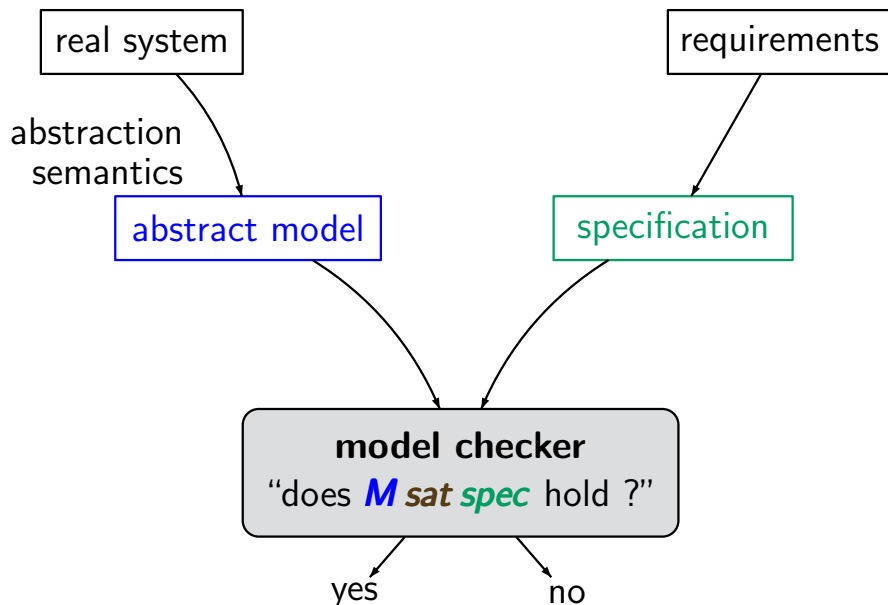 real system
requirements
abstraction
semantics
abstract model
specification
model checker
“does M sat spec hold ?”
yes
no